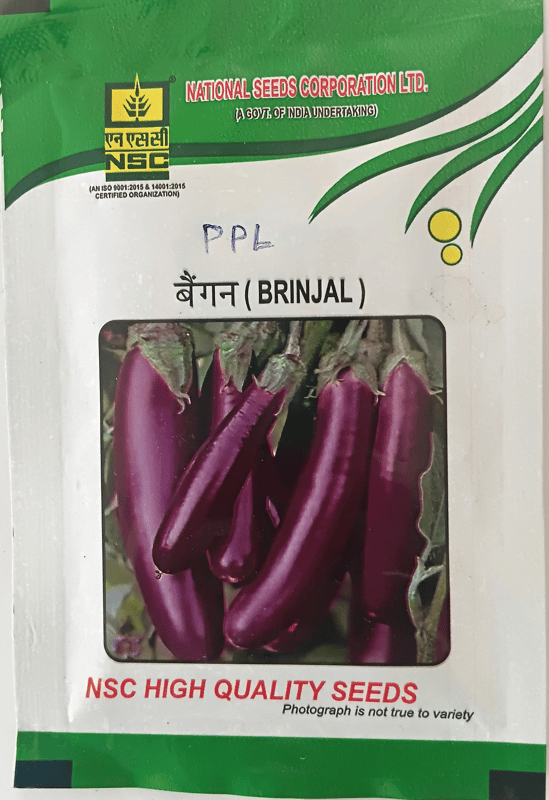 NATIONAL SEEDS CORPORATION LTD.
(A GOVT. OF INDIA UNDERTAKING)
एन एस सी
NSC
(AN ISO 9001:2015 & 14001:2015
CERTIFIED ORGANIZATION)
PPL
बैंगन ( BRINJAL )
NSC HIGH QUALITY SEEDS
Photograph is not true to variety